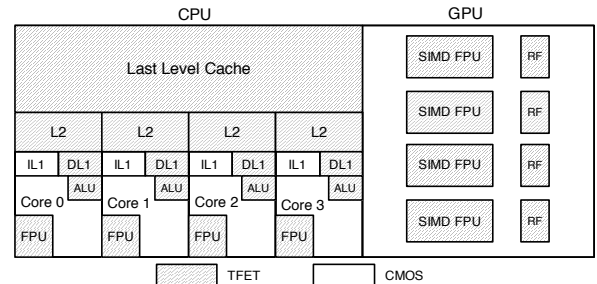 CPU GPU
Last Level Cache
SIMD FPU RF
SIMD FPU RF
SIMD FPU RF
SIMD FPU RF
L2 L2 L2 L2
IL1 DL1 IL1 DL1 IL1 DL1 IL1 DL1
ALU ALU ALU ALU
Core 0 Core 1 Core 2 Core 3
FPU FPU FPU FPU
TFET CMOS